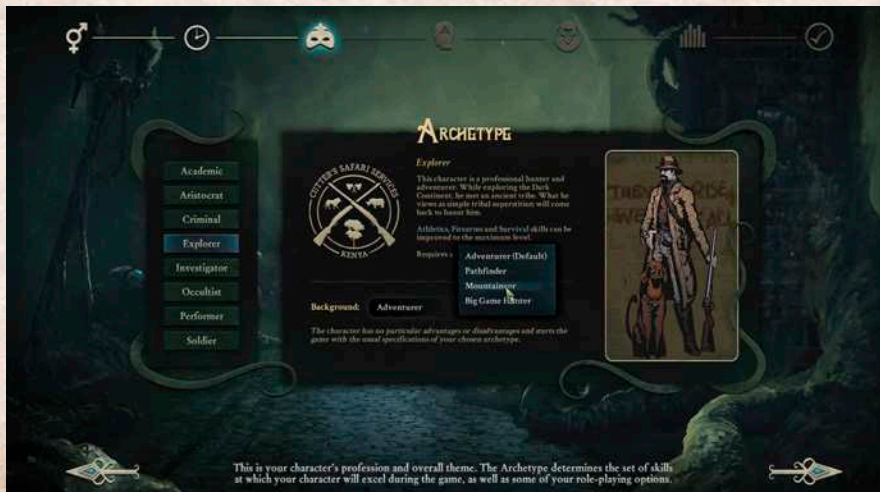 ARCHETYPE
Academic
Aristocrat
Criminal
Explorer
Investigator
Occultist
Performer
Soldier
CUTTER'S SAFARI SERVICES
KENYA
Explorer
This character is a professional hunter and
adventurer. While exploring the Dark
Continent, he met an ancient tribe. What he
views as simple tribal superstition will come
back to haunt him.
Athletics, Firearms and Survival skills can be
improved to the maximum level.
Requires
Adventurer (Default)
Pathfinder
Mountaineer
Big Game Hunter
Background: Adventurer
The character has no particular advantages or disadvantages and starts the
game with the usual specifications of your chosen archetype.
THEY RISE,
WE
This is your character's profession and overall theme. The Archetype determines the set of skills
at which your character will excel during the game, as well as some of your role-playing options.